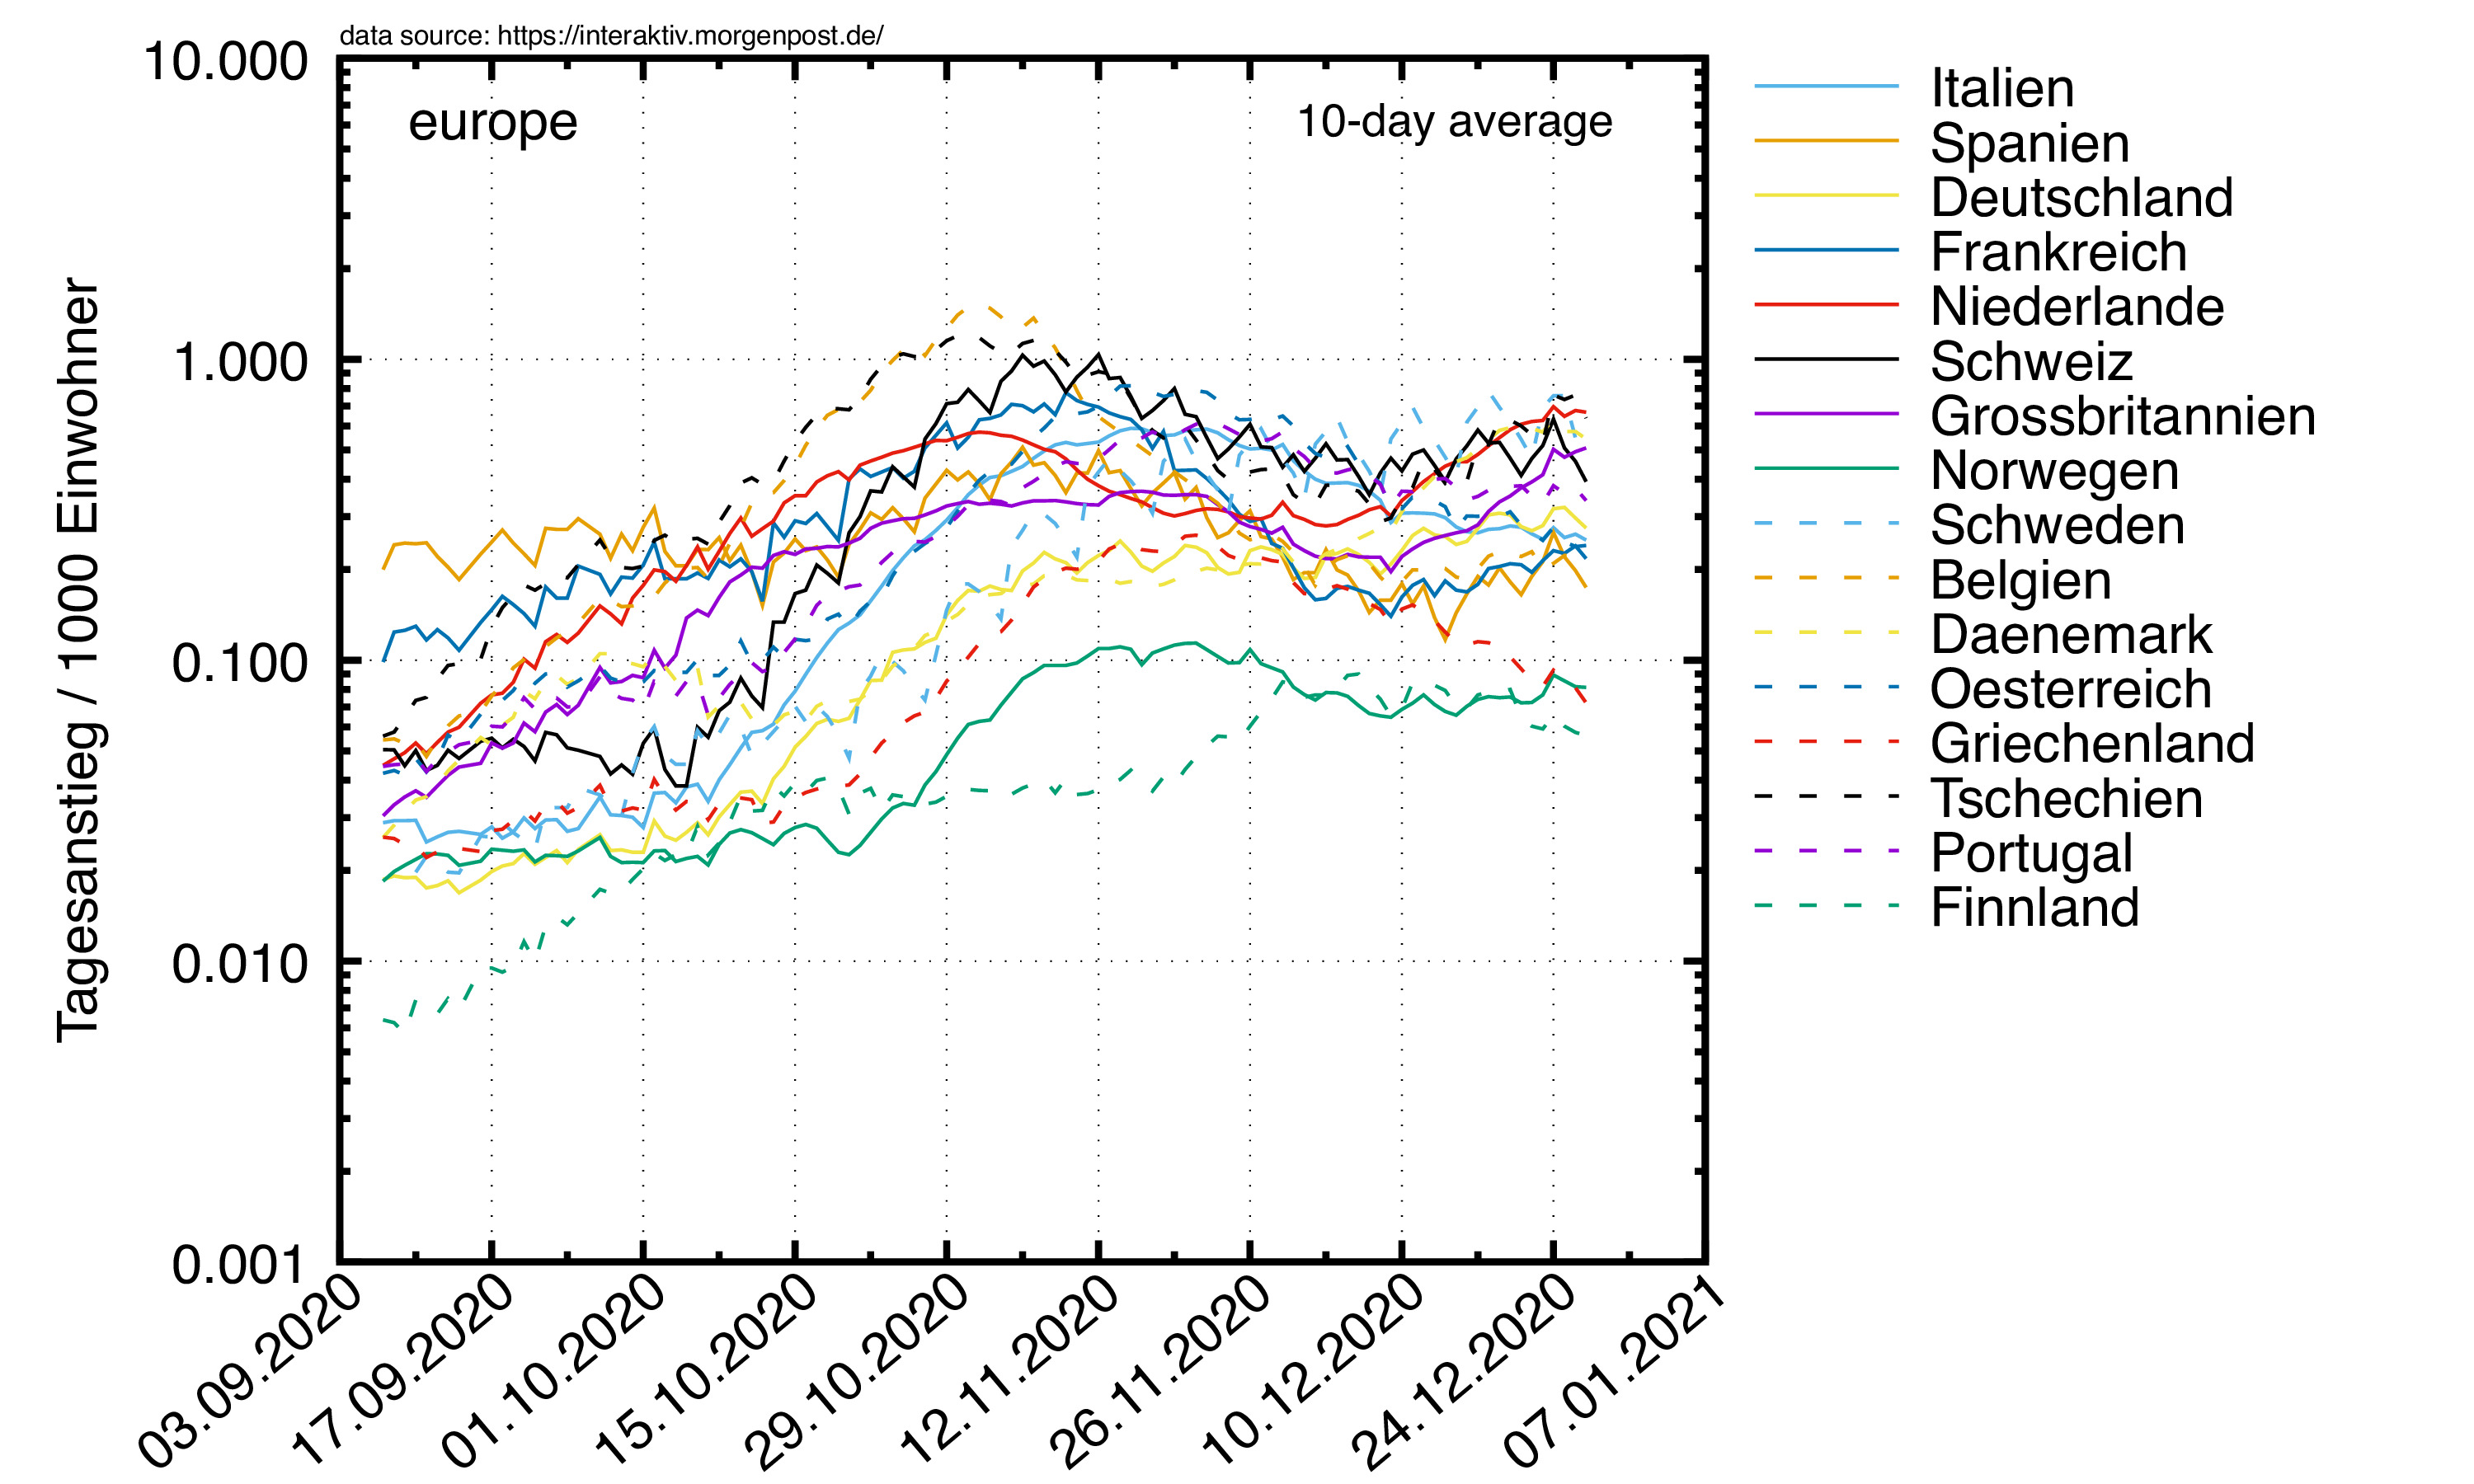 data source: https://interaktiv.morgenpost.de/
europe
10-day average
Tagesanstieg / 1000 Einwohner
10.000
1.000
0.100
0.010
0.001
03.09.2020
17.09.2020
01.10.2020
15.10.2020
29.10.2020
12.11.2020
26.11.2020
10.12.2020
24.12.2020
07.01.2021
Italien
Spanien
Deutschland
Frankreich
Niederlande
Schweiz
Grossbritannien
Norwegen
Schweden
Belgien
Daenemark
Oesterreich
Griechenland
Tschechien
Portugal
Finnland